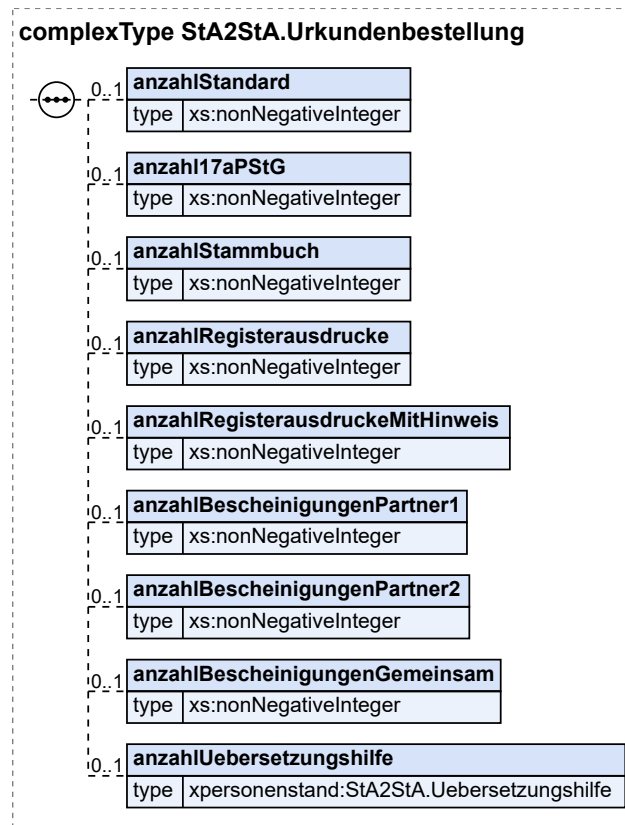 complexType StA2StA.Urkundenbestellung
0..1 anzahlStandard
type xs:nonNegativeInteger
0..1 anzahl17aPStG
type xs:nonNegativeInteger
0..1 anzahlStammbuch
type xs:nonNegativeInteger
0..1 anzahlRegisterausdrucke
type xs:nonNegativeInteger
0..1 anzahlRegisterausdruckeMitHinweis
type xs:nonNegativeInteger
0..1 anzahlBescheinigungenPartner1
type xs:nonNegativeInteger
0..1 anzahlBescheinigungenPartner2
type xs:nonNegativeInteger
0..1 anzahlBescheinigungenGemeinsam
type xs:nonNegativeInteger
0..1 anzahlUebersetzungshilfe
type xpersonenstand:StA2StA.Uebersetzungshilfe